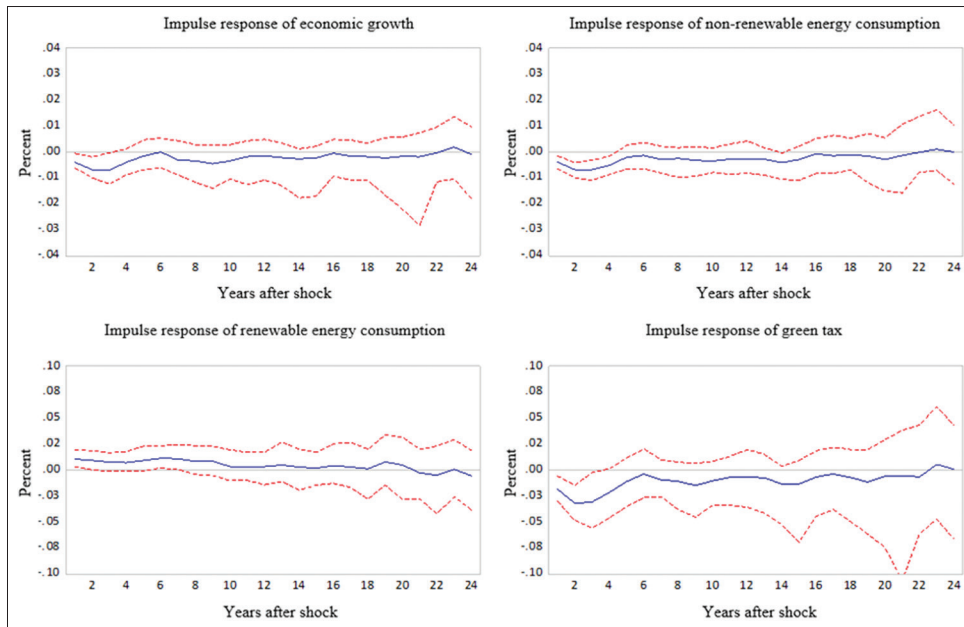 Impulse response of economic growth
.04
.03
.02
.01
.00
-.01
-.02
-.03
-.04
Percent
2 4 6 8 10 12 14 16 18 20 22 24
Years after shock
Impulse response of non-renewable energy consumption
.04
.03
.02
.01
.00
-.01
-.02
-.03
-.04
Percent
2 4 6 8 10 12 14 16 18 20 22 24
Years after shock
Impulse response of renewable energy consumption
.10
.08
.05
.02
.00
-.03
-.05
-.08
-.10
Percent
2 4 6 8 10 12 14 16 18 20 22 24
Years after shock
Impulse response of green tax
.10
.08
.05
.02
.00
-.03
-.05
-.08
-.10
Percent
2 4 6 8 10 12 14 16 18 20 22 24
Years after shock